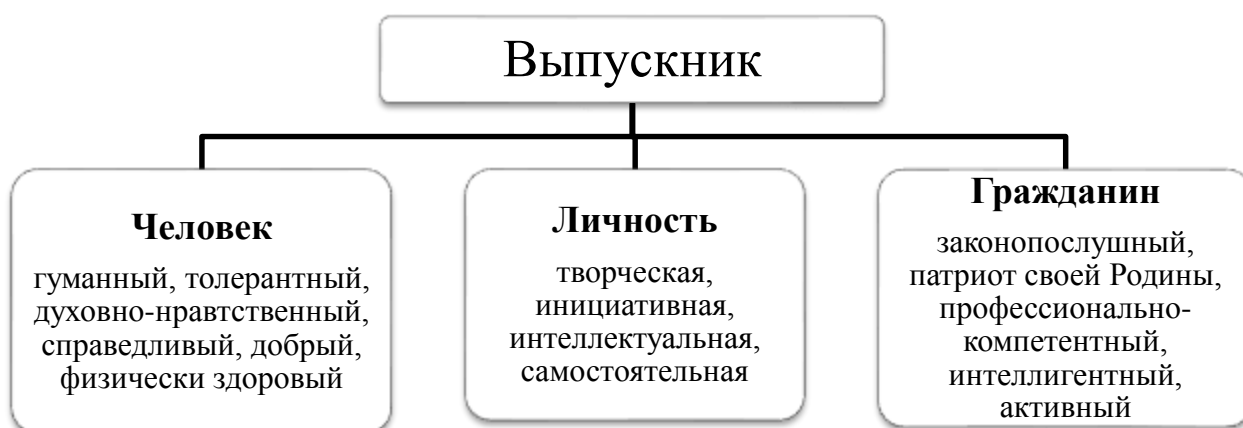 Выпускник
Человек
гуманный, толерантный,
духовно-нравтственный,
справедливый, добрый,
физически здоровый
Личность
творческая,
инициативная,
интеллектуальная,
самостоятельная
Гражданин
законопослушный,
патриот своей Родины,
профессионально-
компетентный,
интеллигентный,
активный